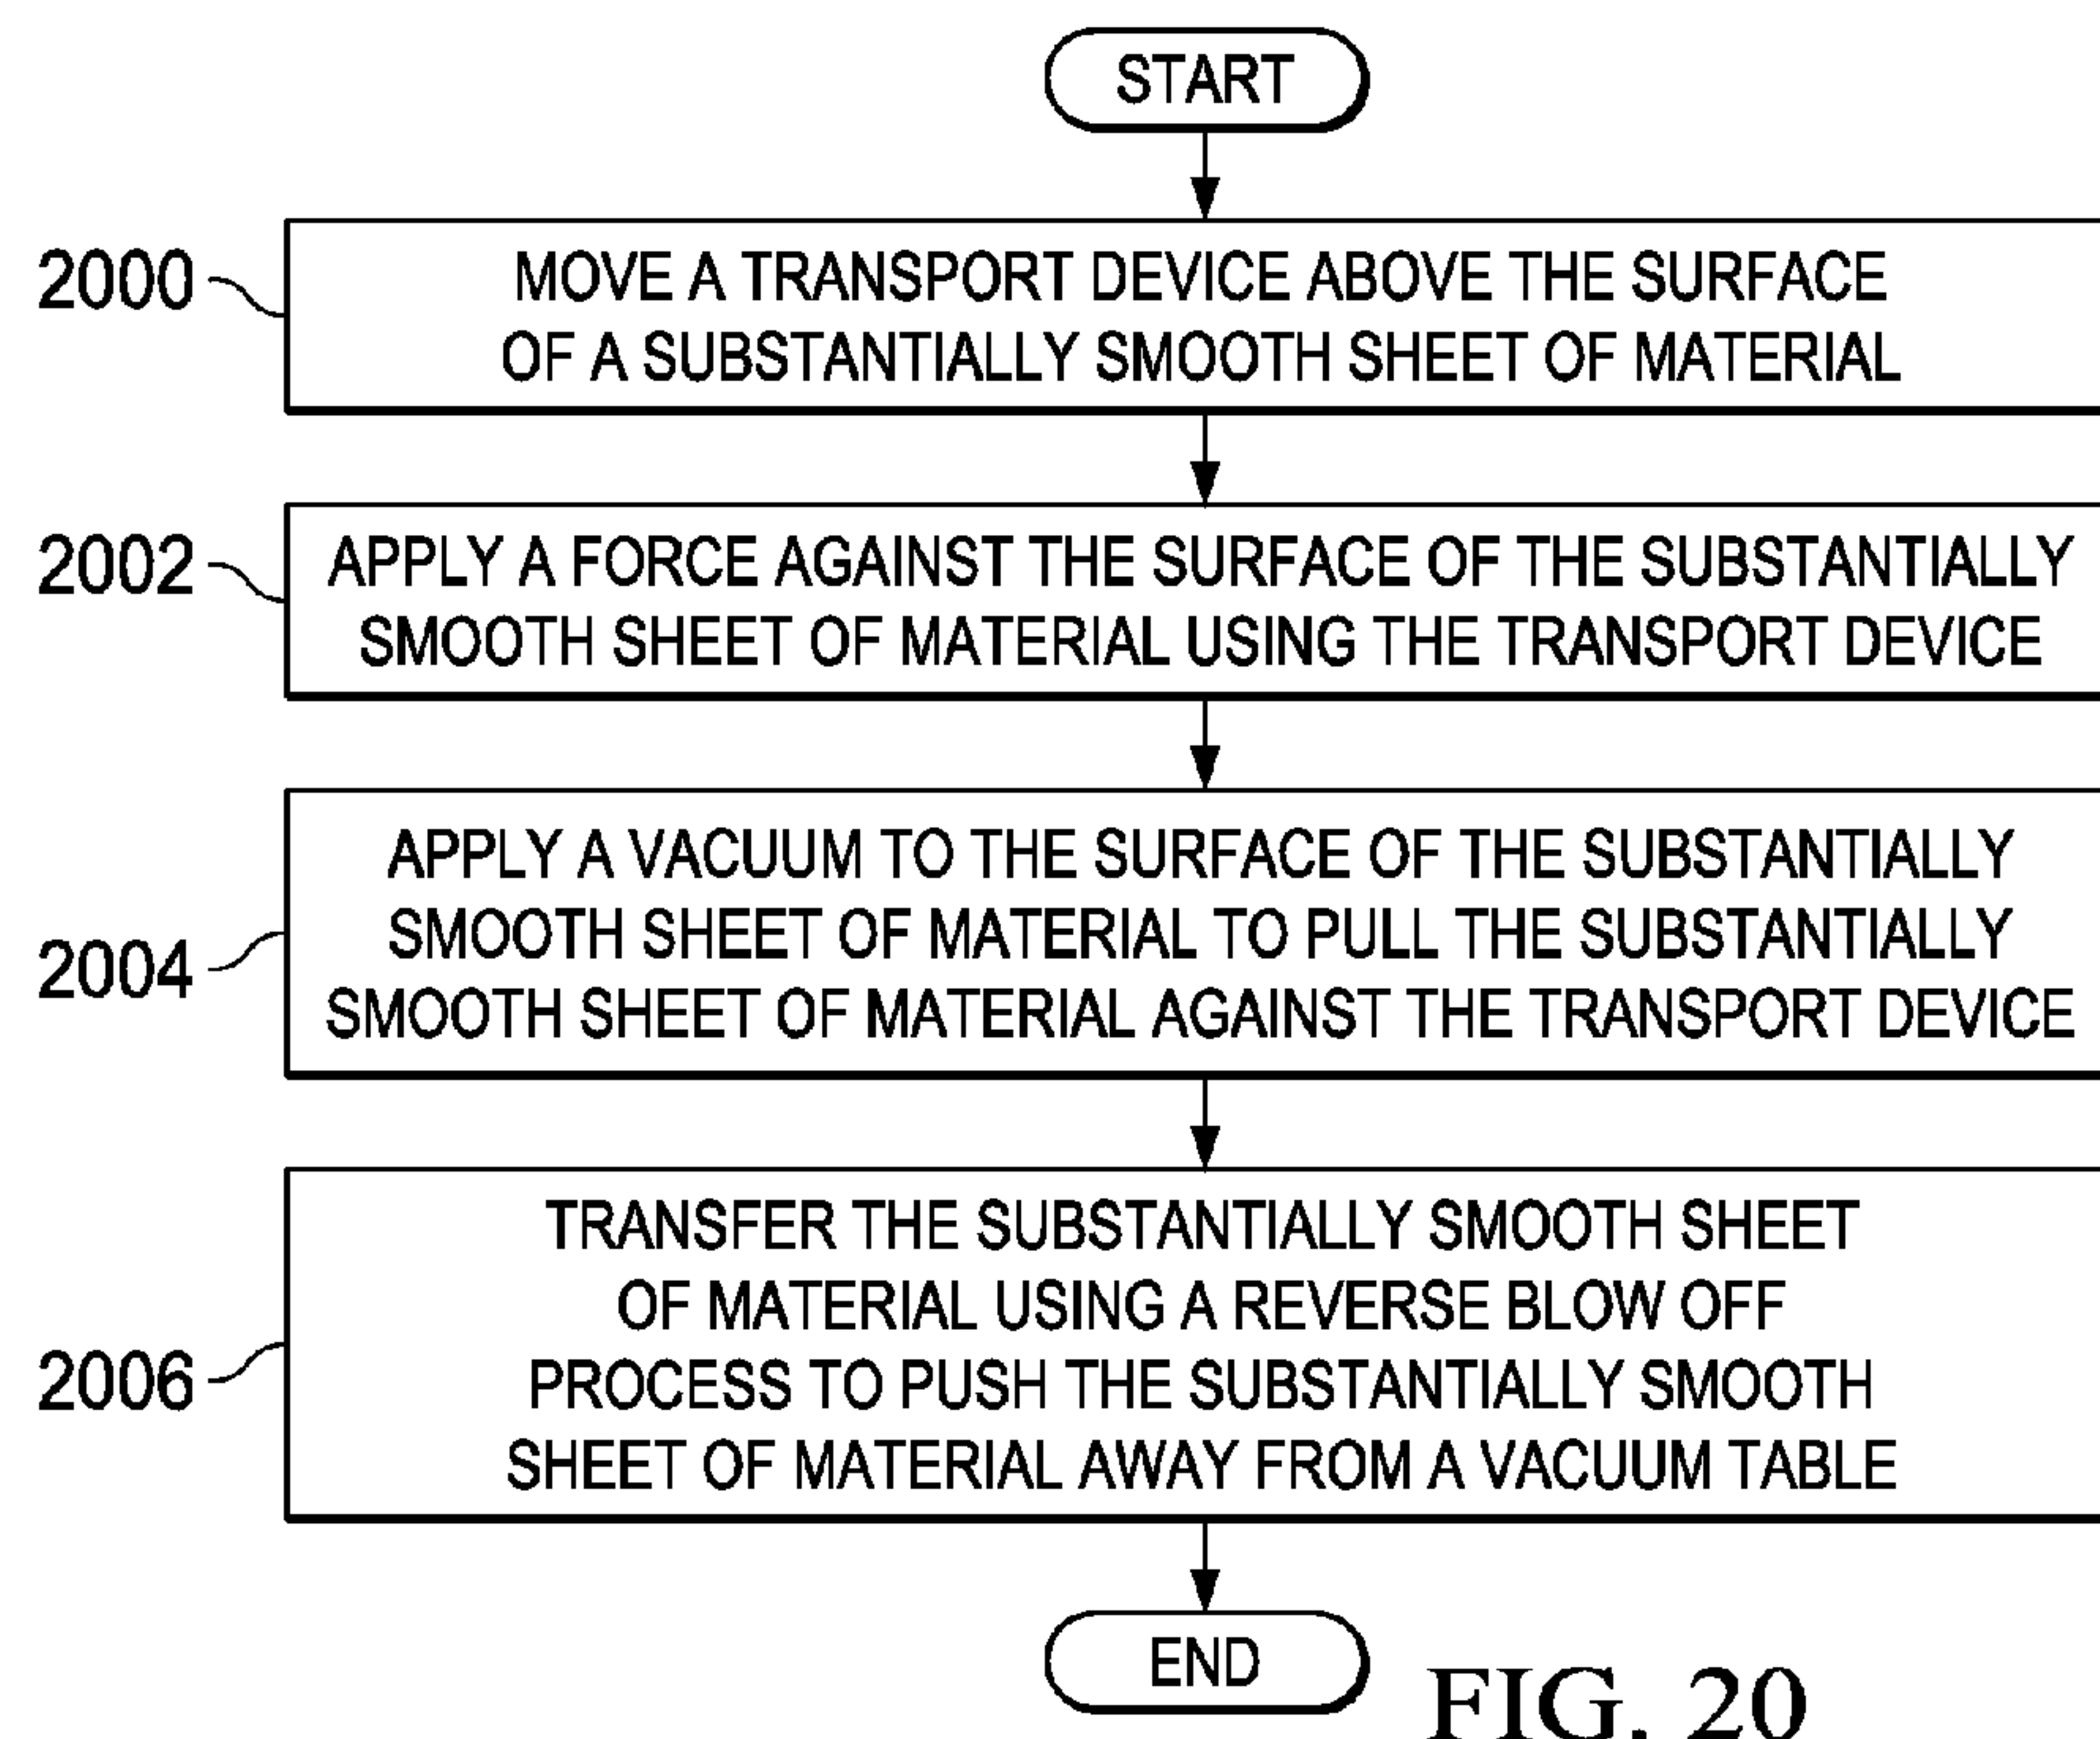 START
2000
MOVE A TRANSPORT DEVICE ABOVE THE SURFACE
OF A SUBSTANTIALLY SMOOTH SHEET OF MATERIAL
2002
APPLY A FORCE AGAINST THE SURFACE OF THE SUBSTANTIALLY
SMOOTH SHEET OF MATERIAL USING THE TRANSPORT DEVICE
2004
APPLY A VACUUM TO THE SURFACE OF THE SUBSTANTIALLY
SMOOTH SHEET OF MATERIAL TO PULL THE SUBSTANTIALLY
SMOOTH SHEET OF MATERIAL AGAINST THE TRANSPORT DEVICE
2006
TRANSFER THE SUBSTANTIALLY SMOOTH SHEET
OF MATERIAL USING A REVERSE BLOW OFF
PROCESS TO PUSH THE SUBSTANTIALLY SMOOTH
SHEET OF MATERIAL AWAY FROM A VACUUM TABLE
END
FIG. 20